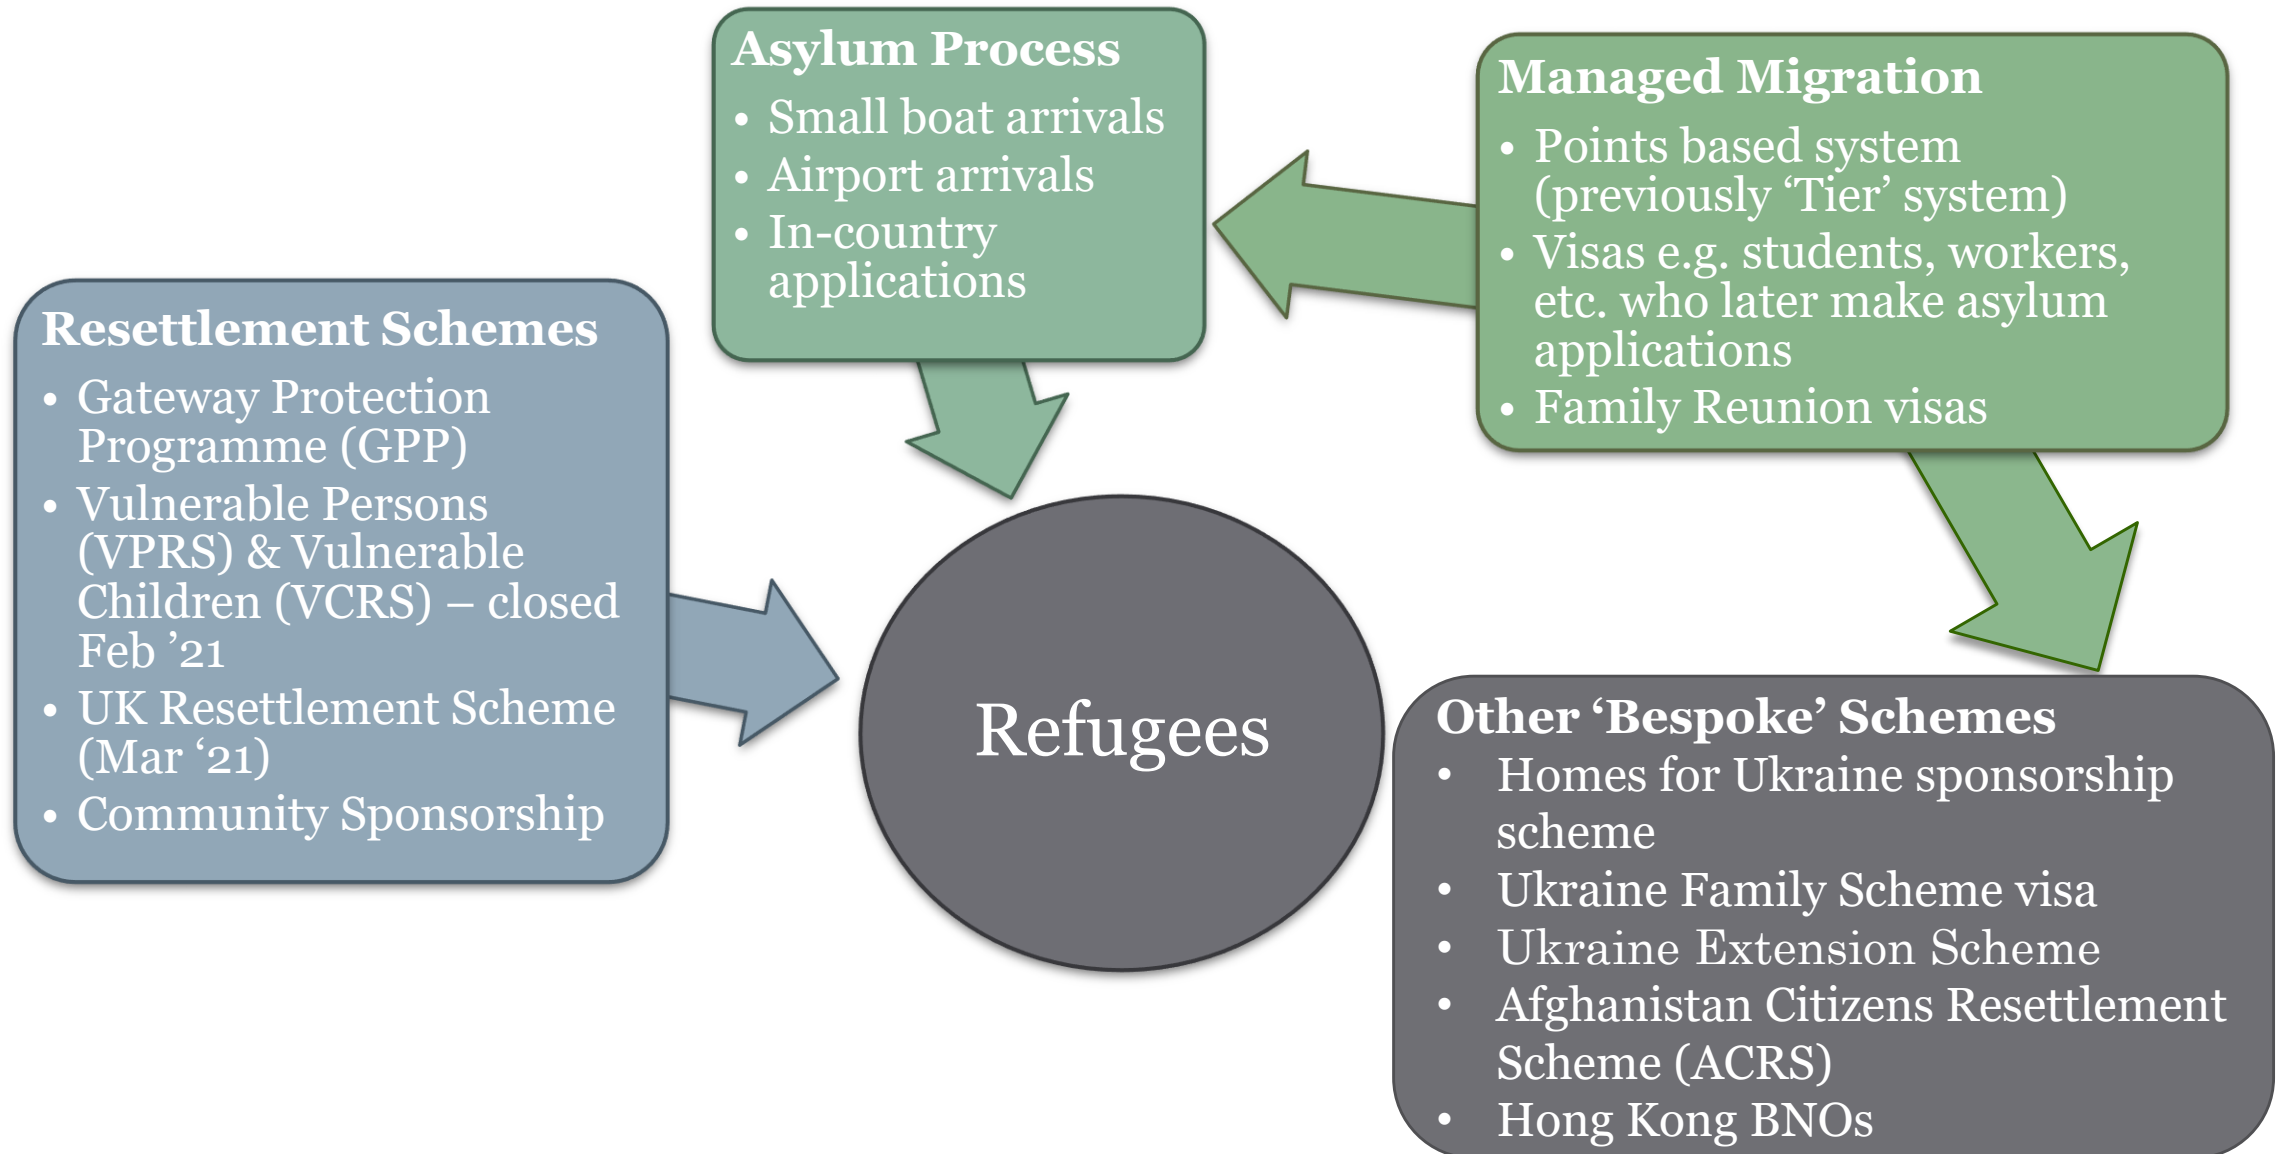 Asylum Process
• Small boat arrivals
• Airport arrivals
• In-country
applications
Managed Migration
• Points based system
(previously ‘Tier’ system)
• Visas e.g. students, workers,
etc. who later make asylum
applications
• Family Reunion visas
Resettlement Schemes
• Gateway Protection
Programme (GPP)
• Vulnerable Persons
(VPRS) & Vulnerable
Children (VCRS) – closed
Feb ’21
• UK Resettlement Scheme
(Mar ‘21)
• Community Sponsorship
Refugees
Other ‘Bespoke’ Schemes
• Homes for Ukraine sponsorship
scheme
• Ukraine Family Scheme visa
• Ukraine Extension Scheme
• Afghanistan Citizens Resettlement
Scheme (ACRS)
• Hong Kong BNOs